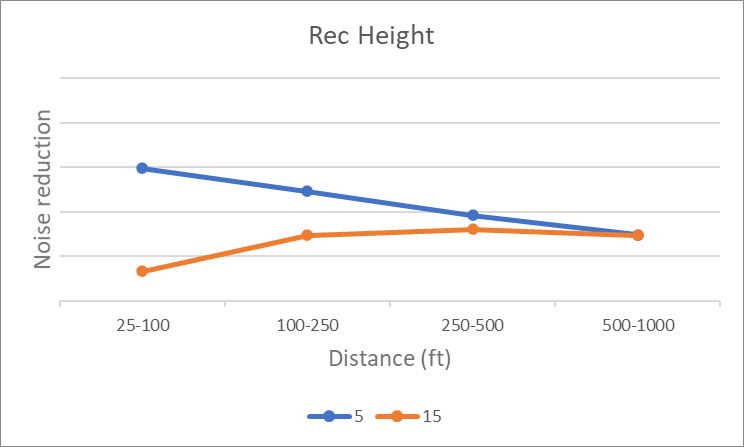 Rec Height
Noise reduction
25-100 100-250 250-500 500-1000
Distance (ft)
5 15